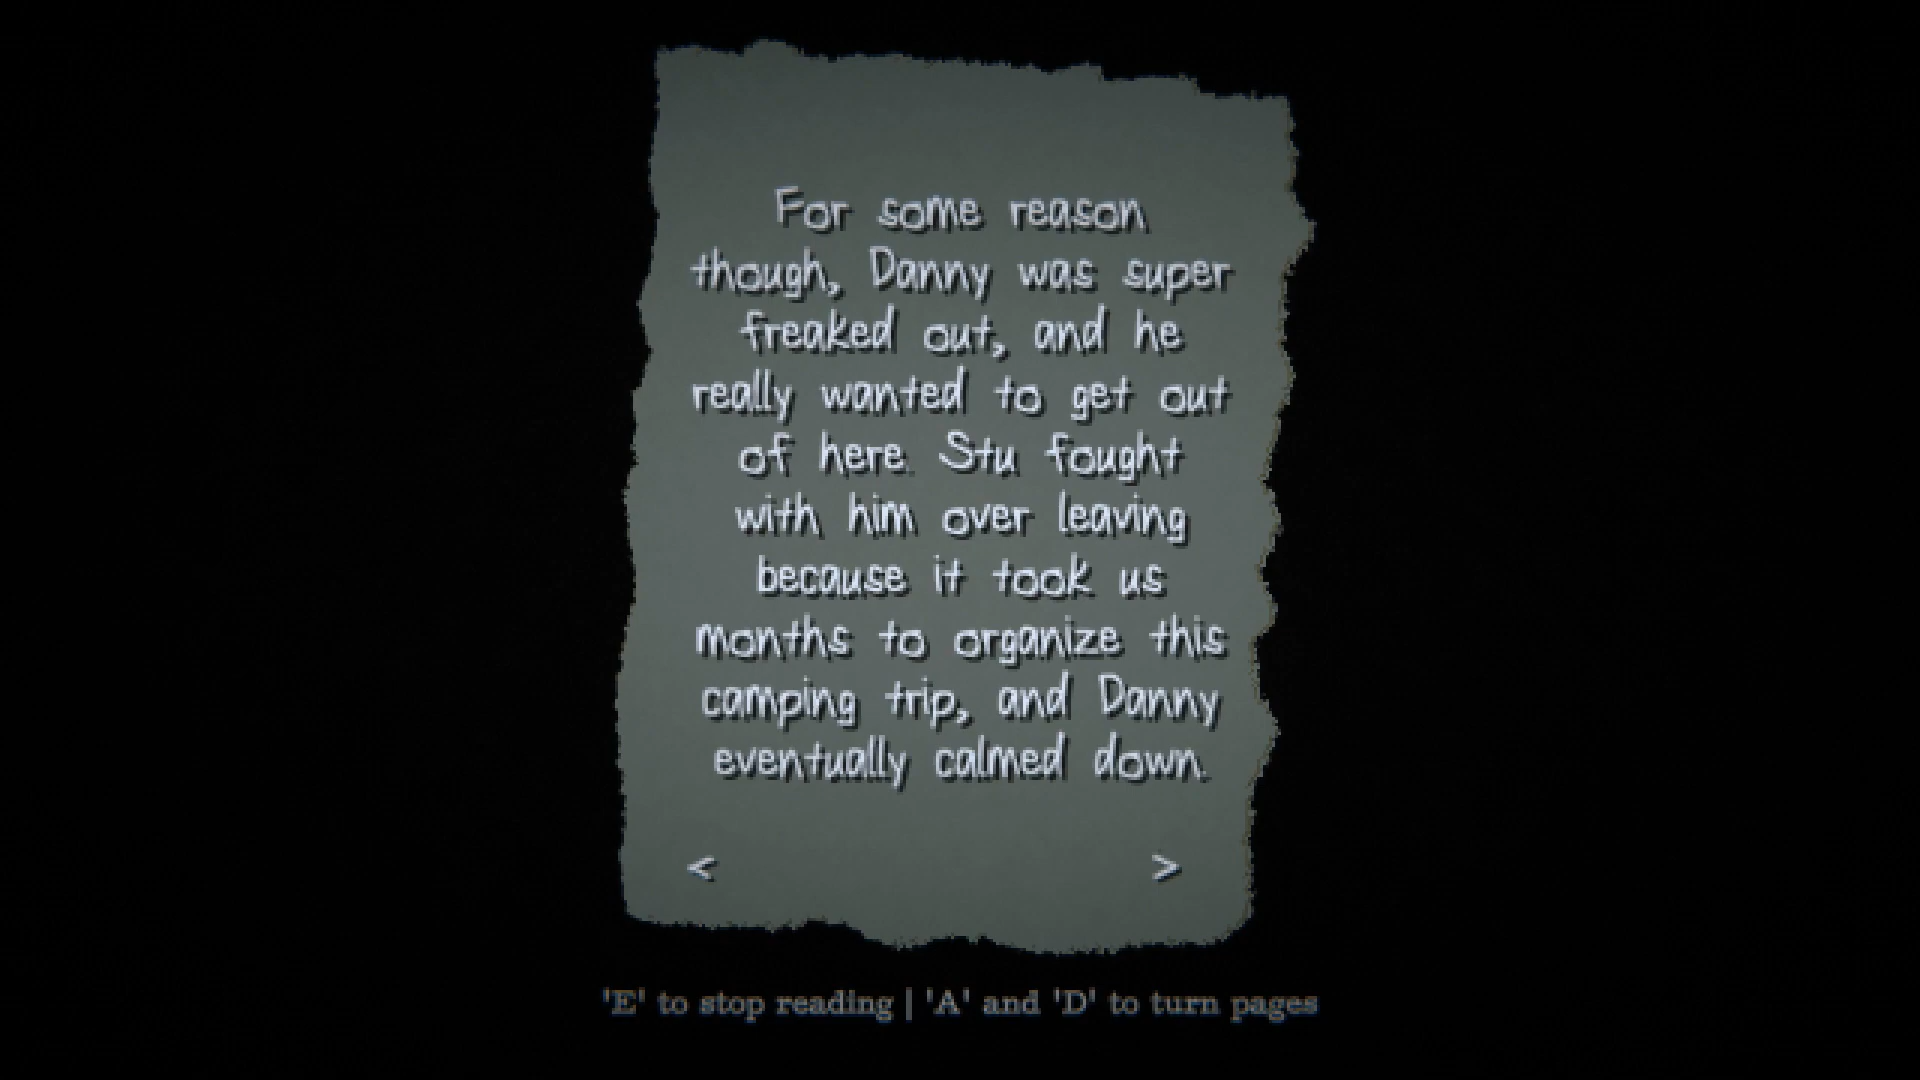 For some reason
though, Danny was super
freaked out, and he
really wanted to get out
of here. Stu fought
with him over leaving
because it took us
months to organize this
camping trip, and Danny
eventually calmed down.
< >
'E' to stop reading | 'A' and 'D' to turn pages